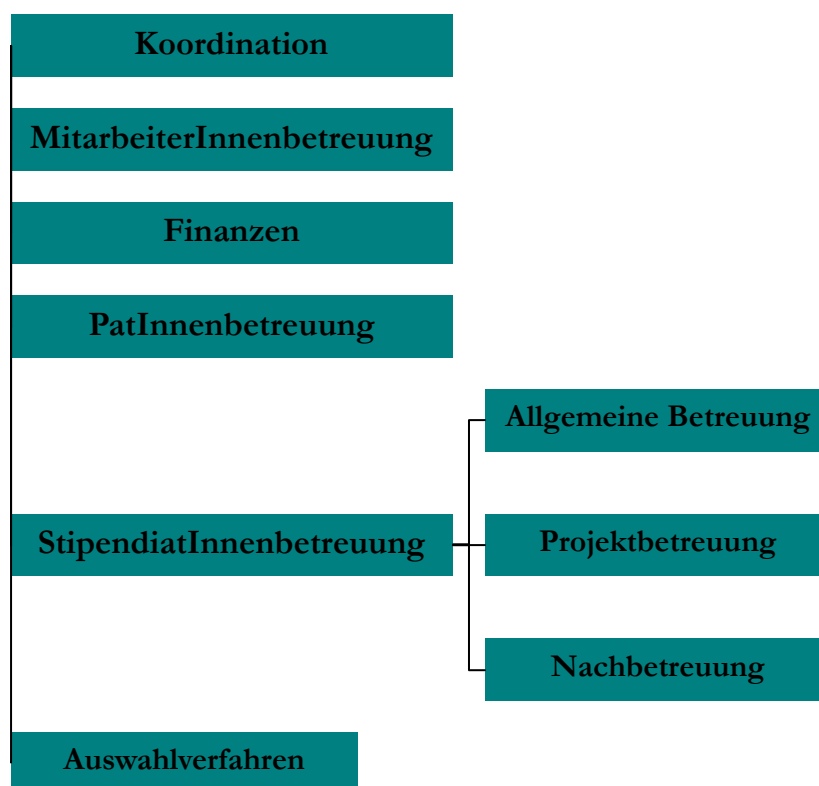 Koordination
MitarbeiterInnenbetreuung
Finanzen
PatInnenbetreuung
StipendiatInnenbetreuung
Allgemeine Betreuung
Projektbetreuung
Nachbetreuung
Auswahlverfahren